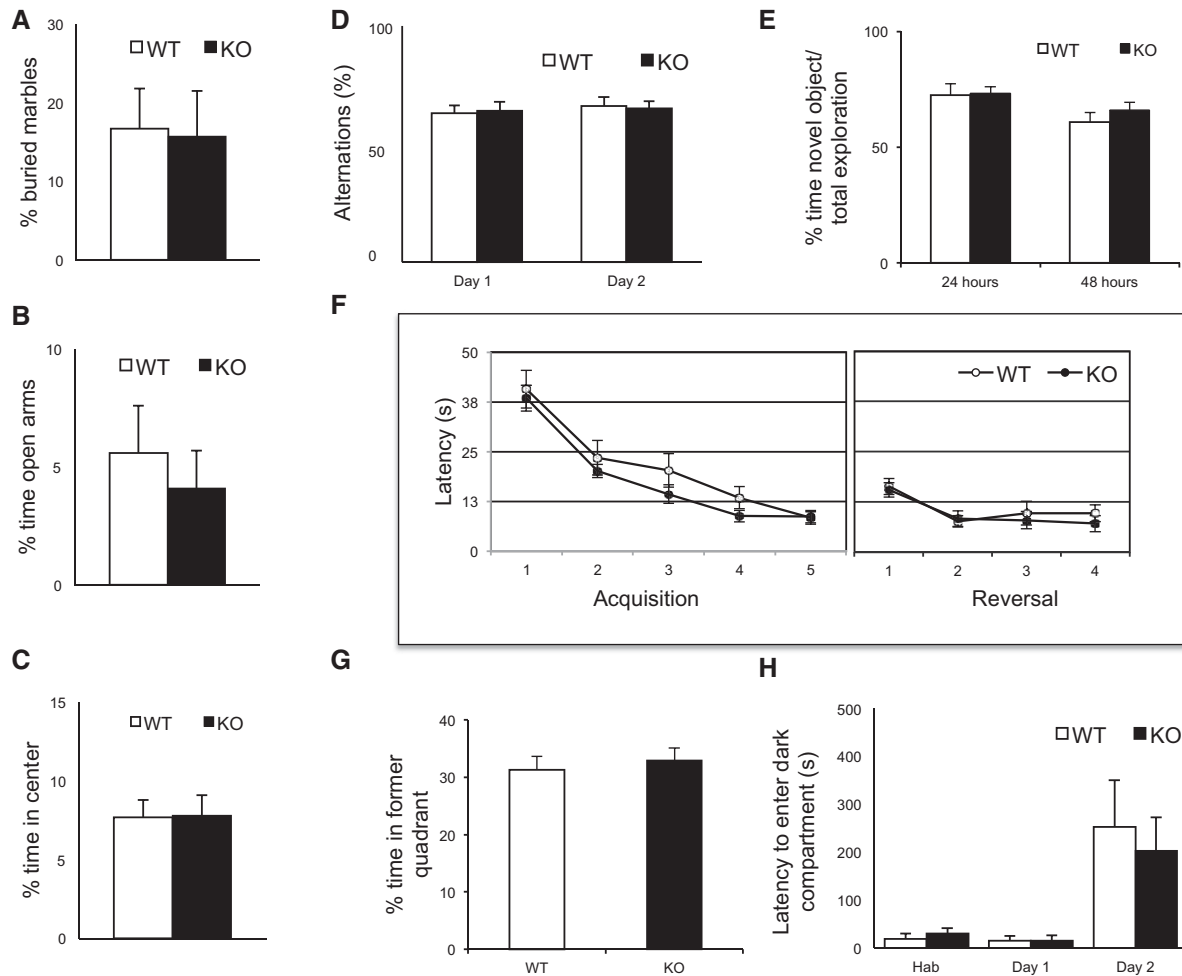 A
% buried marbles
30
20
10
0
WT KO
B
% time open arms
10
5
0
WT KO
C
% time in center
15
10
5
0
WT KO
D
Alternations (%)
100
50
0
WT KO
Day 1 Day 2
E
% time novel object/
total exploration
100
50
0
WT KO
24 hours 48 hours
F
Latency (s)
50
38
25
13
0
1 2 3 4 5
Acquisition
WT KO
1 2 3 4
Reversal
G
% time in former
quadrant
40
30
20
10
0
WT KO
H
Latency to enter dark
compartment (s)
500
400
300
200
100
0
WT KO
Hab Day 1 Day 2